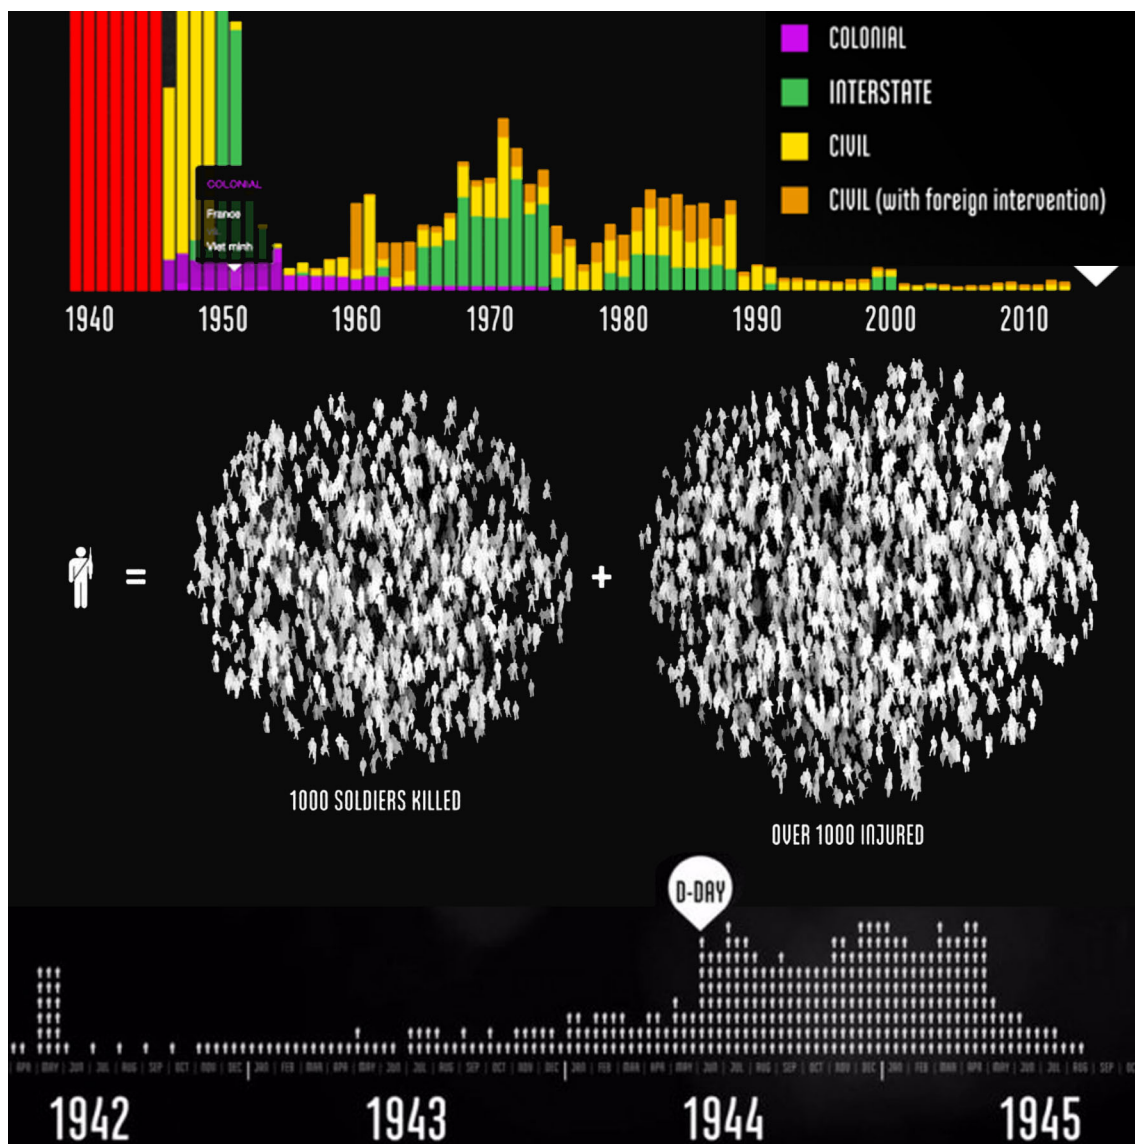 COLONIAL
INTERSTATE
CIVIL
CIVIL (with foreign intervention)
COLONIAL
France
vs.
Viet minh
1940 1950 1960 1970 1980 1990 2000 2010
=
+
1000 SOLDIERS KILLED
OVER 1000 INJURED
D-DAY
APR | MAY | JUN | JUL | AUG | SEP | OCT | NOV | DEC | JAN | FEB | MAR | APR | MAY | JUN | JUL | AUG | SEP | OCT | NOV | DEC | JAN | FEB | MAR | APR | MAY | JUN | JUL | AUG | SEP | OCT | NOV | DEC | JAN | FEB | MAR | APR | MAY | JUN | JUL | AUG | SEP
1942 1943 1944 1945